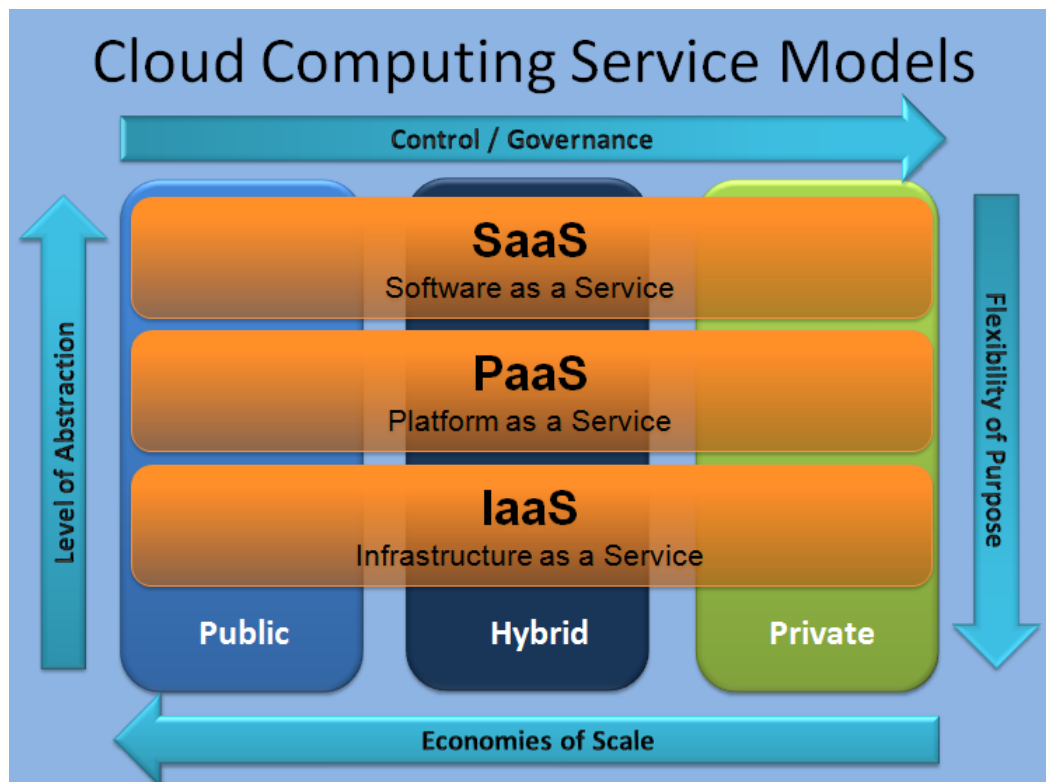 Cloud Computing Service Models
Control / Governance
Level of Abstraction
SaaS
Software as a Service
PaaS
Platform as a Service
IaaS
Infrastructure as a Service
Flexibility of Purpose
Public
Hybrid
Private
Economies of Scale